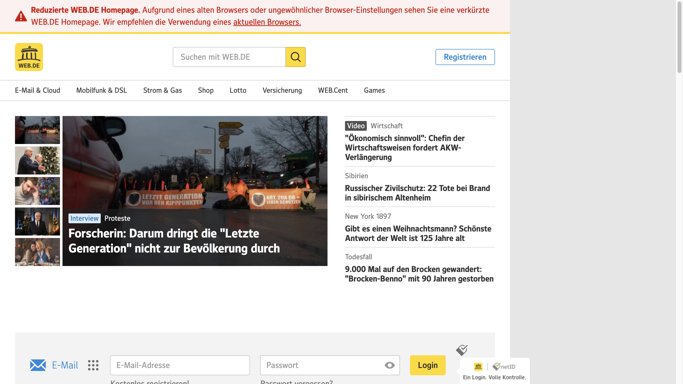 Reduzierte WEB.DE Homepage. Aufgrund eines alten Browsers oder ungewöhnlicher Browser-Einstellungen sehen Sie eine verkürzte
WEB.DE Homepage. Wir empfehlen die Verwendung eines aktuellen Browsers.
WEB.DE
Suchen mit WEB.DE
Registrieren
E-Mail & Cloud Mobilfunk & DSL Strom & Gas Shop Lotto Versicherung WEB.Cent Games
LETZTE GENERATION
VOR DEN KIPPPUNKTEN
Interview Proteste
Forscherin: Darum dringt die "Letzte
Generation" nicht zur Bevölkerung durch
Video Wirtschaft
"Ökonomisch sinnvoll": Chefin der
Wirtschaftsweisen fordert AKW-
Verlängerung
Sibirien
Russischer Zivilschutz: 22 Tote bei Brand
in sibirischem Altenheim
New York 1897
Gibt es einen Weihnachtsmann? Schönste
Antwort der Welt ist 125 Jahre alt
Todesfall
9.000 Mal auf den Brocken gewandert:
"Brocken-Benno" mit 90 Jahren gestorben
E-Mail
E-Mail-Adresse
Passwort
Login
Kostenlos registrieren!
Passwort vergessen?
netID
Ein Login. Volle Kontrolle.